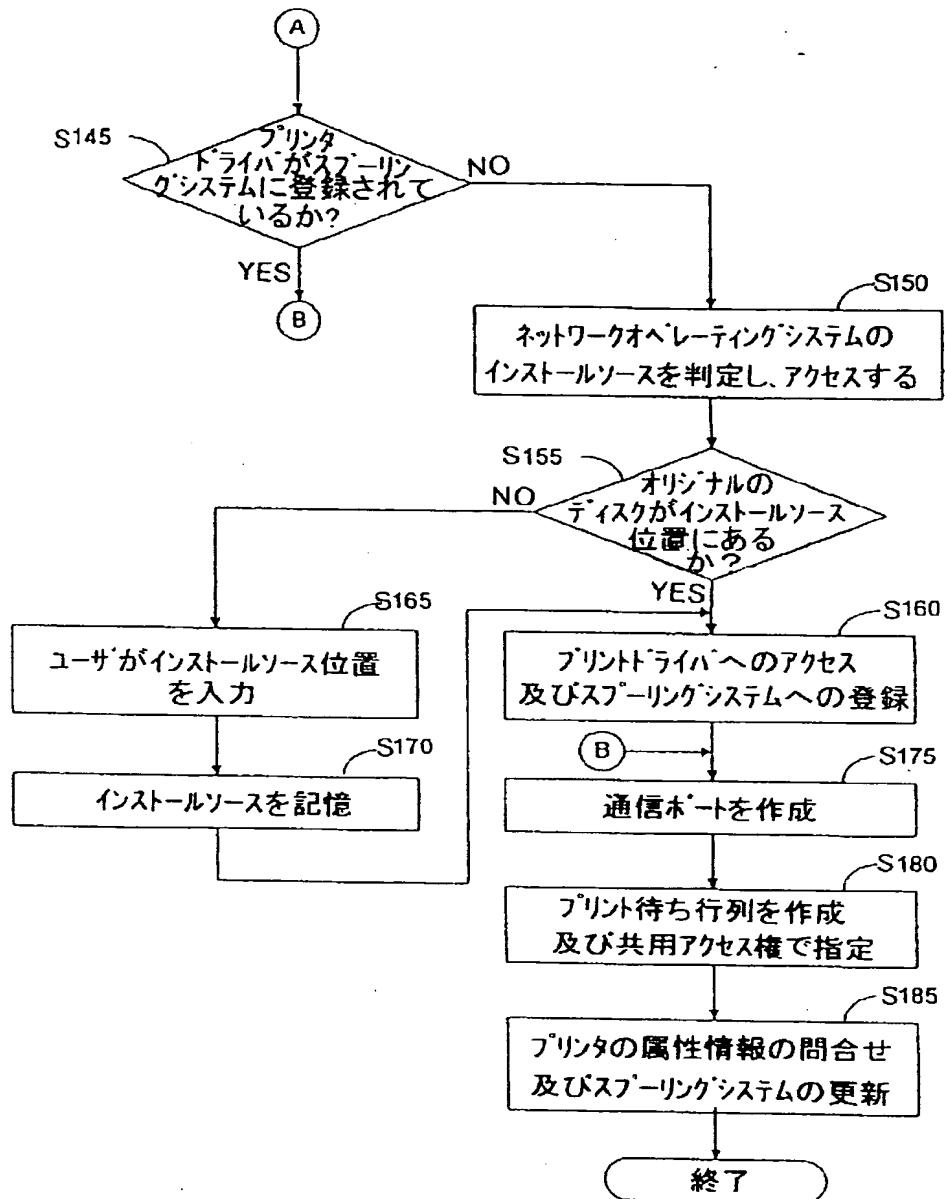 A
S145
プリンタ
ドライバがスプーリン
グシステムに登録されて
いるか?
NO
YES
B
S150
ネットワークオペレーティングシステムの
インストールソースを判定し、アクセスする
S155
オリジナルの
ディスクがインストールソース
位置にある
か?
NO
YES
S165
ユーザがインストールソース位置
を入力
S160
プリントドライバへのアクセス
及びスプーリングシステムへの登録
S170
インストールソースを記憶
B
S175
通信ポートを作成
S180
プリント待ち行列を作成
及び共用アクセス権で指定
S185
プリンタの属性情報の問合せ
及びスプーリングシステムの更新
終了